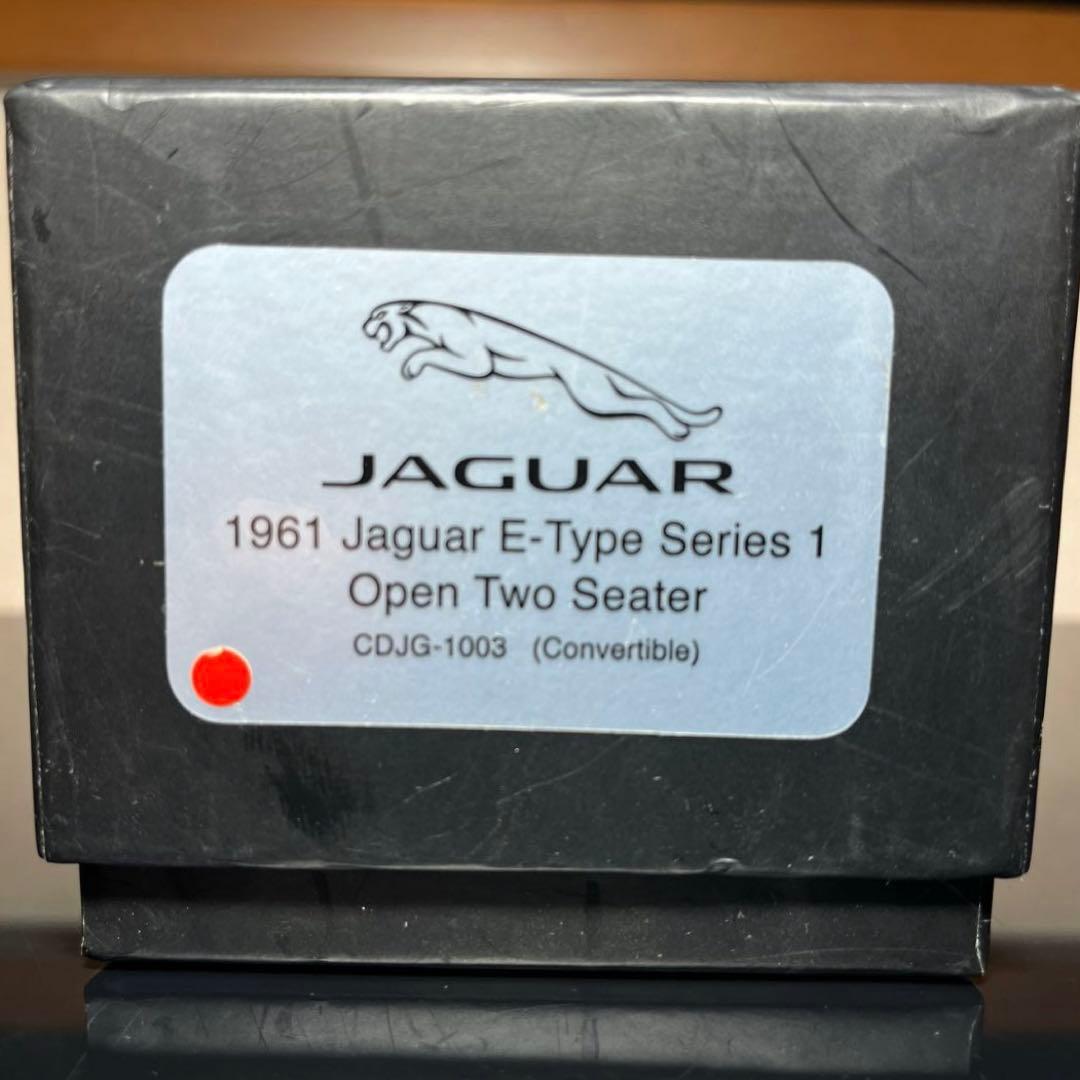 JAGUAR
1961 Jaguar E-Type Series 1
Open Two Seater
CDJG-1003 (Convertible)